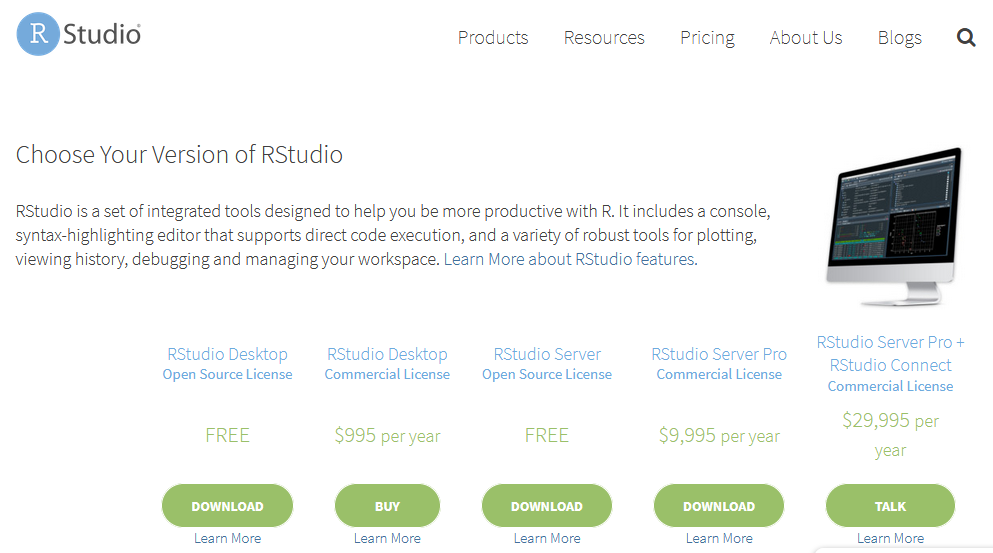 R Studio®
Products Resources Pricing About Us Blogs
Choose Your Version of RStudio
RStudio is a set of integrated tools designed to help you be more productive with R. It includes a console,
syntax-highlighting editor that supports direct code execution, and a variety of robust tools for plotting,
viewing history, debugging and managing your workspace. Learn More about RStudio features.
RStudio Desktop
Open Source License
FREE
DOWNLOAD
Learn More
RStudio Desktop
Commercial License
$995 per year
BUY
Learn More
RStudio Server
Open Source License
FREE
DOWNLOAD
Learn More
RStudio Server Pro
Commercial License
$9,995 per year
DOWNLOAD
Learn More
RStudio Server Pro +
RStudio Connect
Commercial License
$29,995 per
year
TALK
Learn More